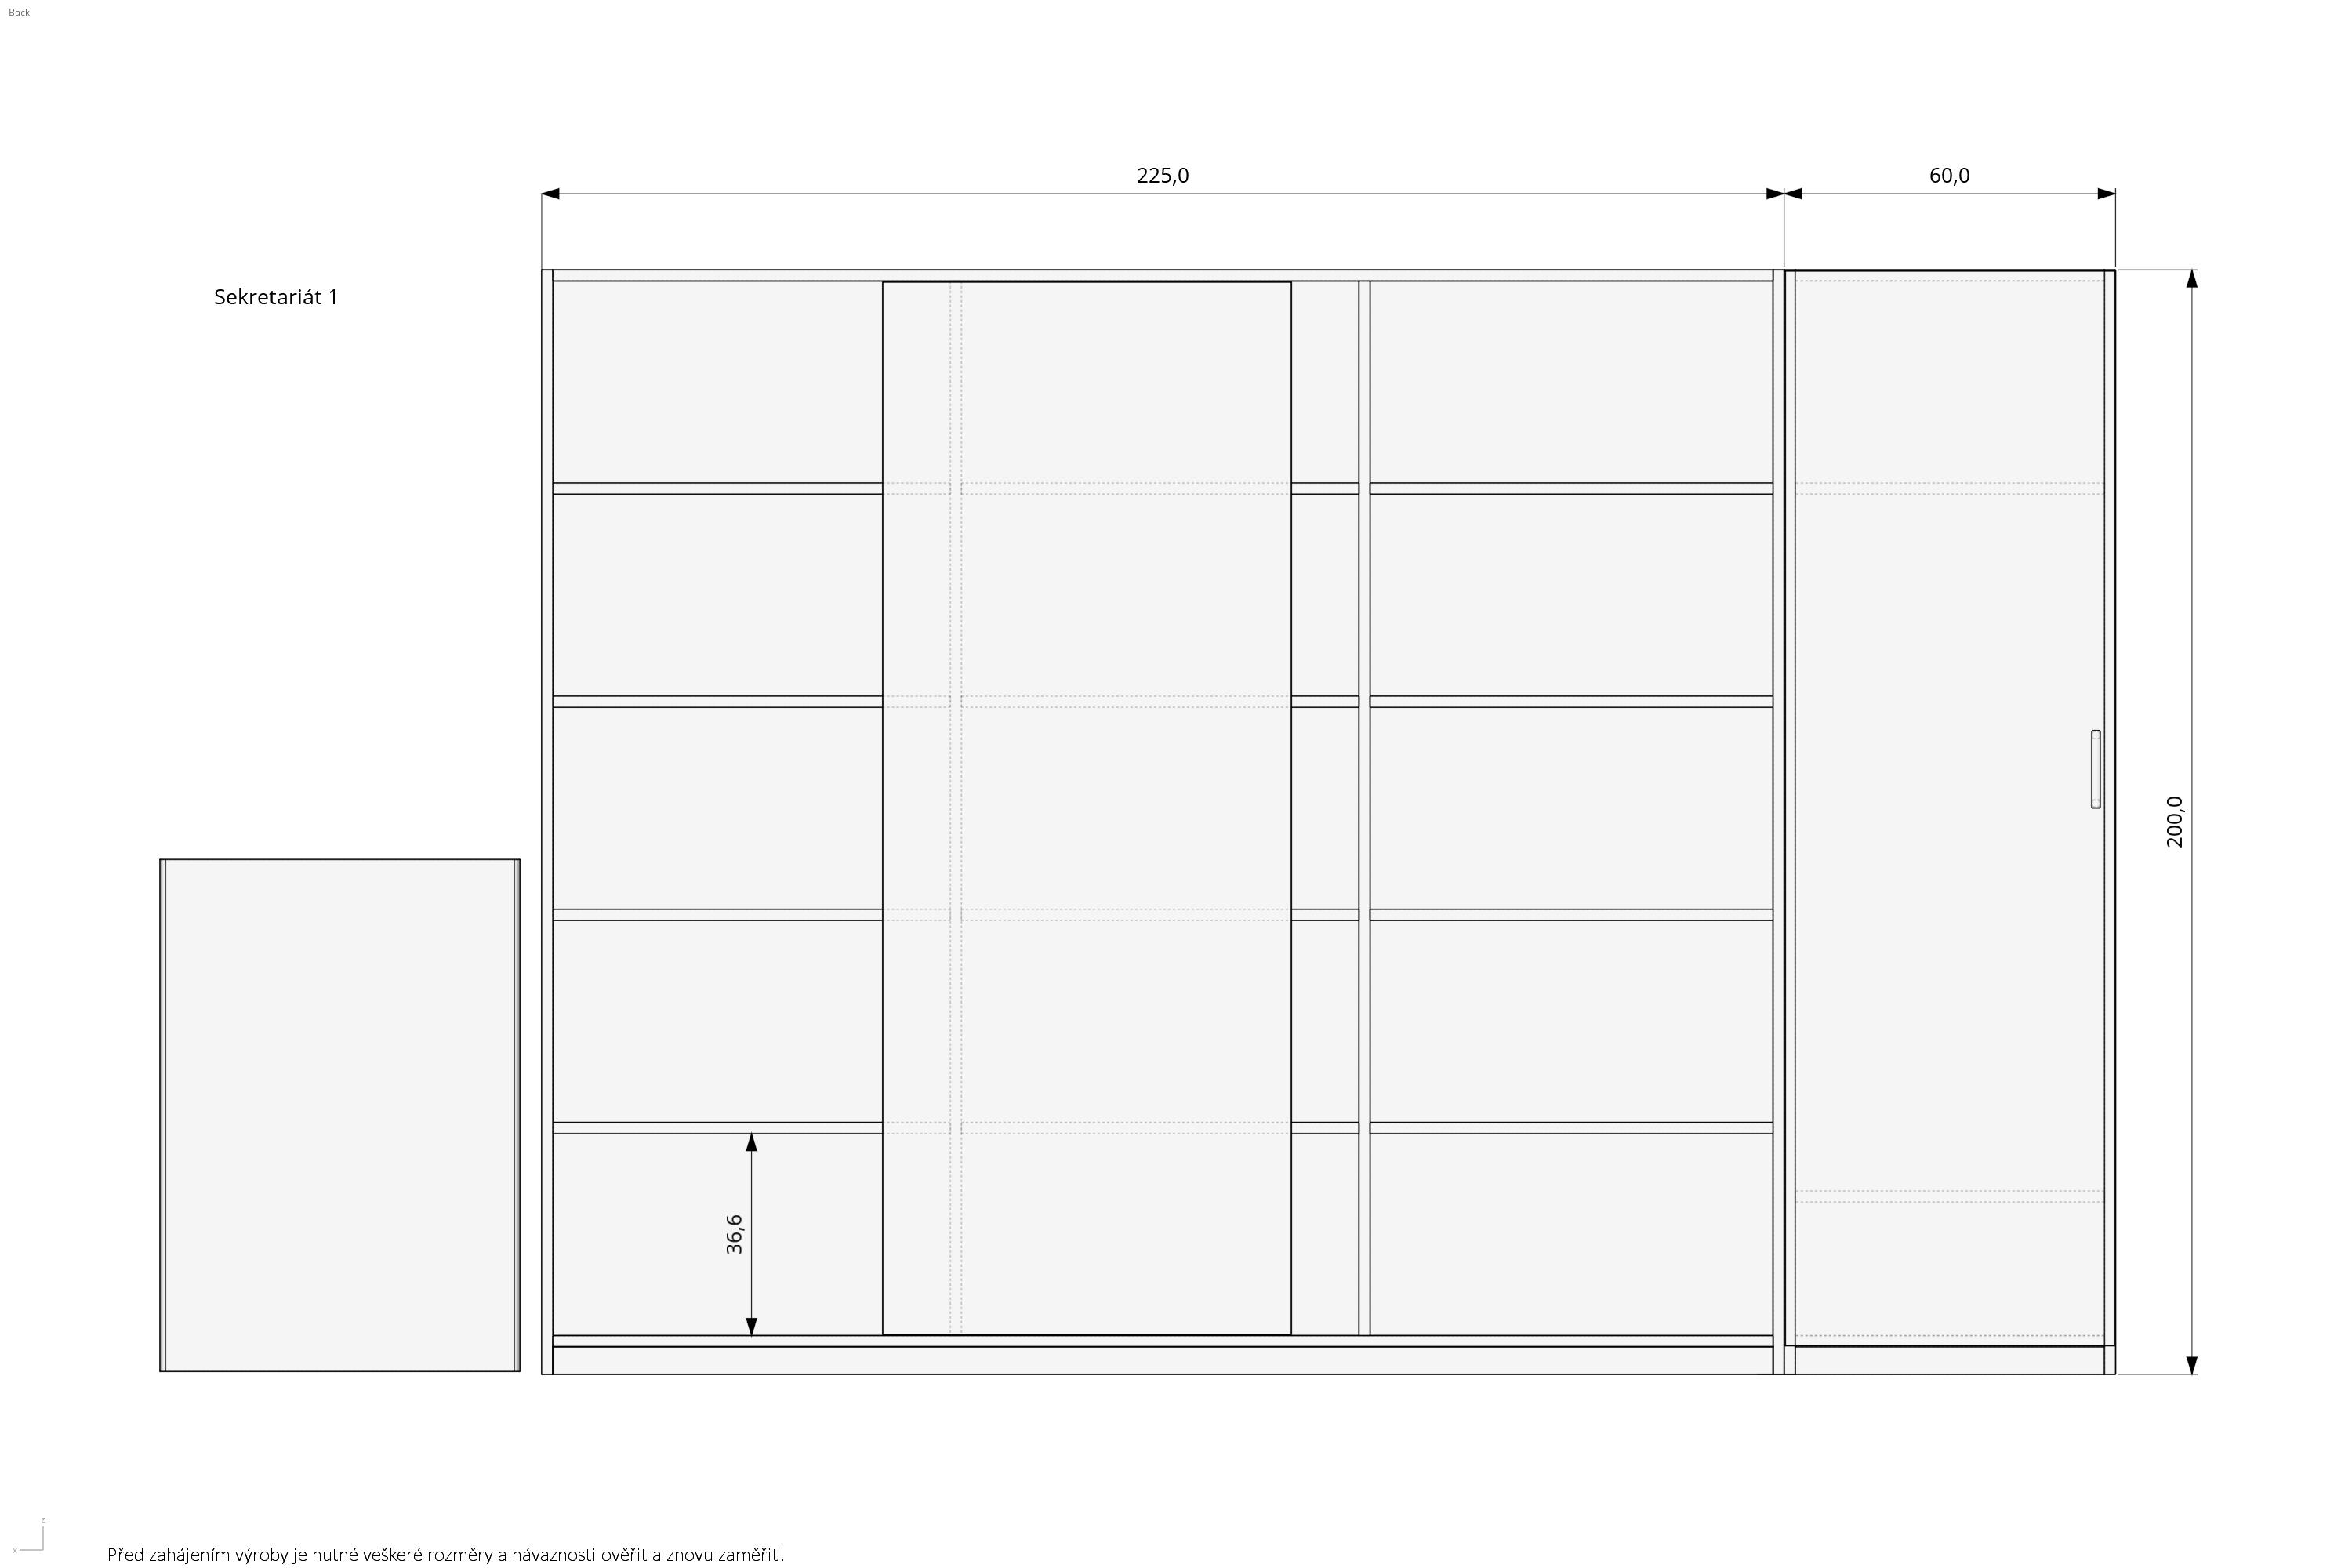 Back
225,0
60,0
Sekretariát 1
200,0
36,6
z
x
Před zahájením výroby je nutné veškeré rozměry a návaznosti ověřit a znovu zaměřit!